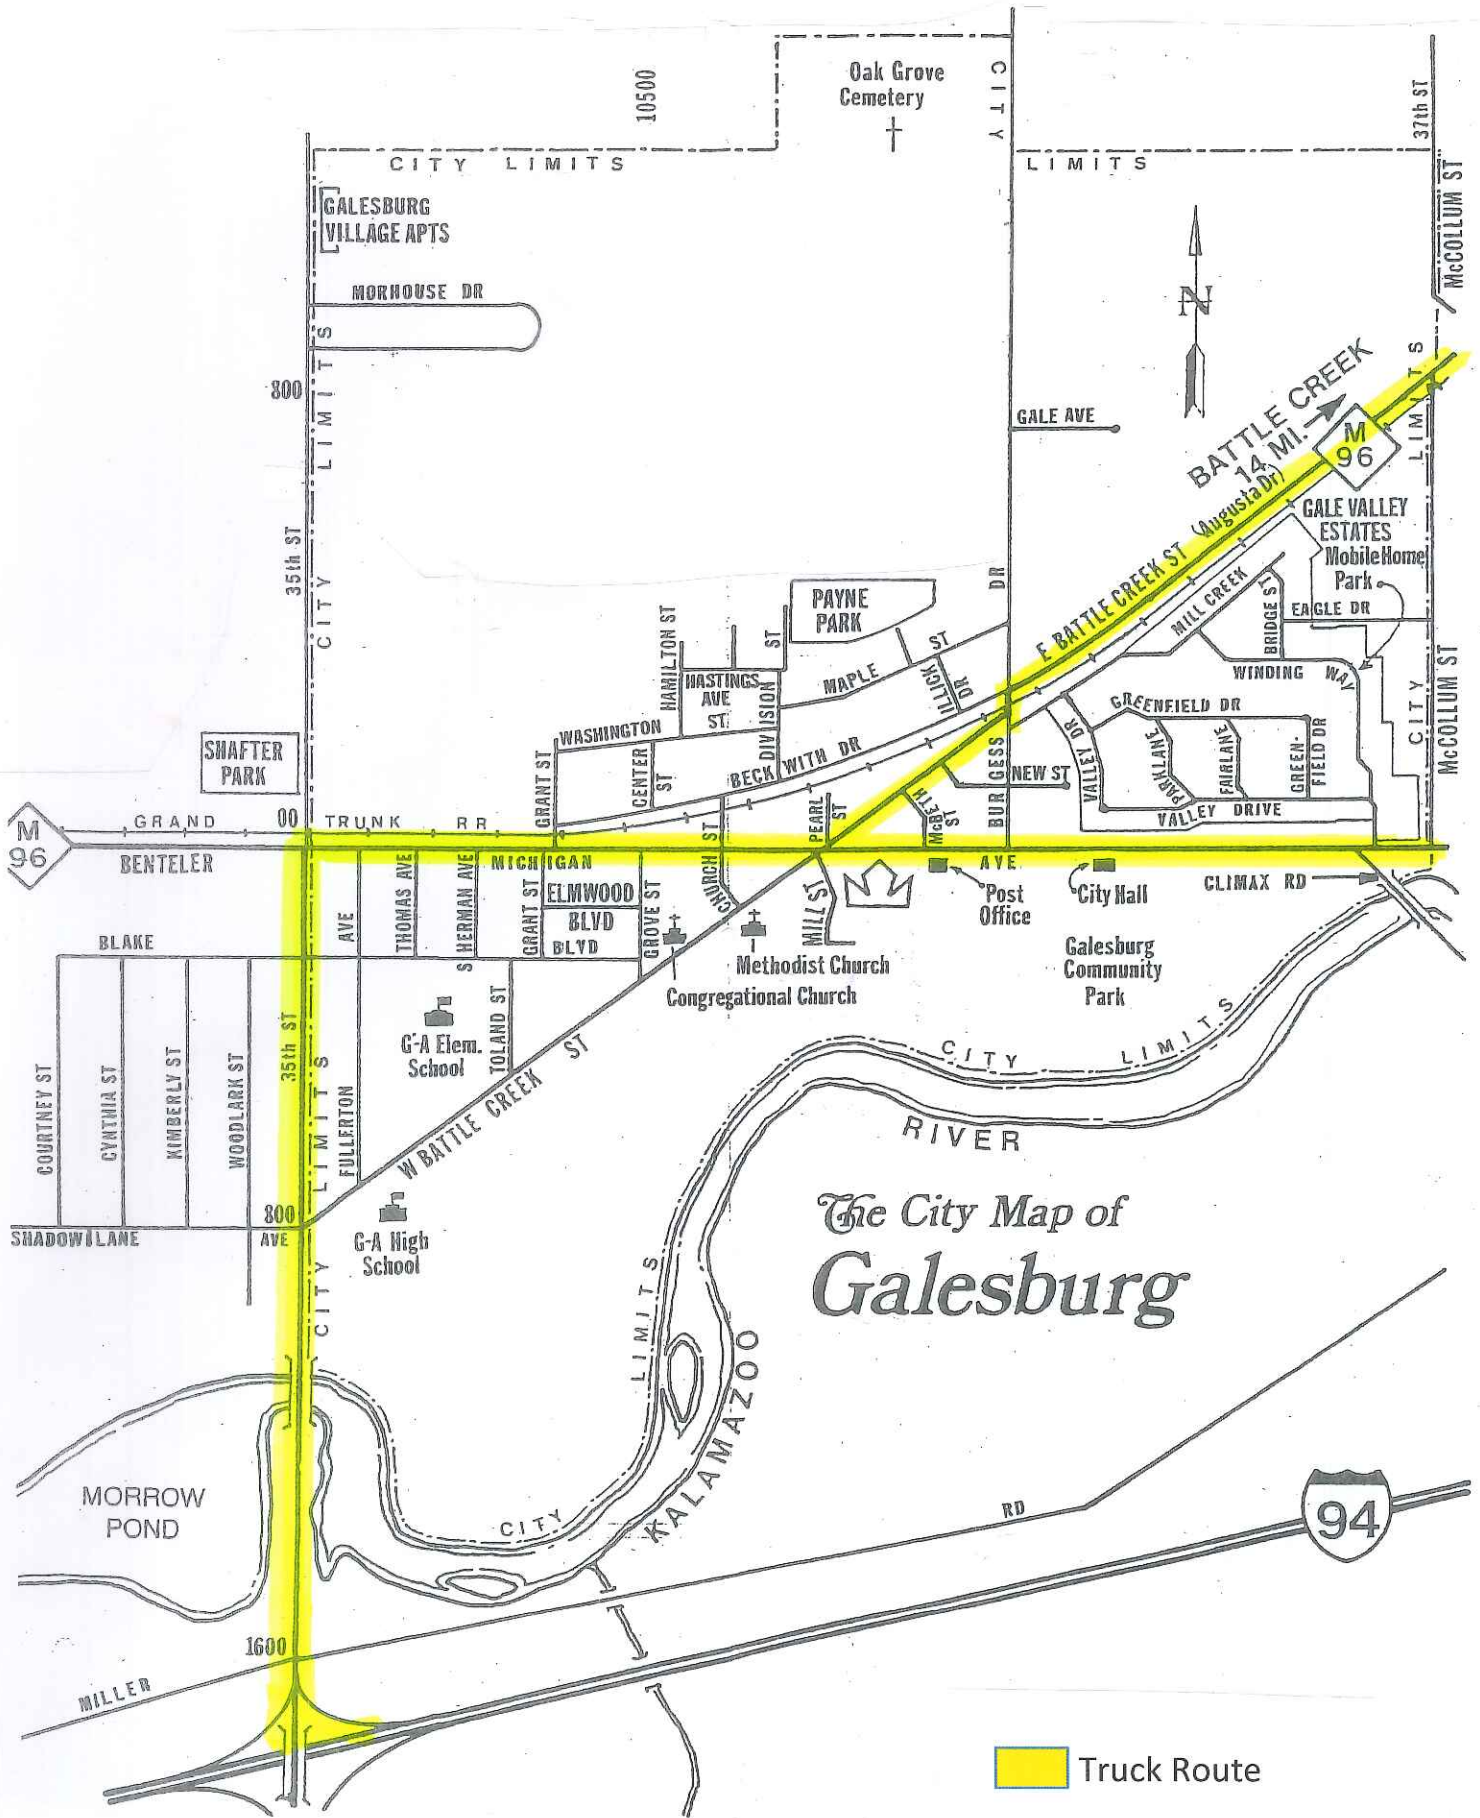 Oak Grove
Cemetery
CITY
10500
37th ST
CITY LIMITS
LIMITS
McCOLLUM ST
GALESBURG
VILLAGE APTS
MORHOUSE DR
N
CITY LIMITS
800
35th ST
GALE AVE
BATTLE CREEK
14 MI.
M
96
E BATTLE CREEK ST (Augusta Dr)
CITY LIMITS
GALE VALLEY
ESTATES
Mobile Home
Park
MILL CREEK
BRIDGE ST
EAGLE DR
WINDING WAY
McCOLLUM ST
PAYNE
PARK
HAMILTON ST
HASTINGS
AVE
DIVISION ST
MAPLE ST
ILLICK DR
BURGESS DR
WASHINGTON ST
CENTER ST
GRANT ST
BECKWITH DR
GREENFIELD DR
VALLEY DR
PARKLANE
FAIRLANE
GREEN-
FIELD DR
NEW ST
VALLEY DRIVE
McBETH ST
PEARL ST
SHAFTER
PARK
M
96
GRAND TRUNK RR
00
BENTELER
MICHIGAN AVE
CHURCH ST
MILL ST
Post
Office
City Hall
CLIMAX RD
ELMWOOD
BLVD
BLAKE BLVD
THOMAS AVE
SHERMAN AVE
GRANT ST
GROVE ST
FULLERTON AVE
TOLAND ST
Methodist Church
Congregational Church
Galesburg
Community
Park
G-A Elem.
School
W BATTLE CREEK ST
COURTNEY ST
CYNTHIA ST
KIMBERLY ST
WOODLARK ST
35th ST
CITY LIMITS
800
SHADOW LANE AVE
G-A High
School
CITY LIMITS
KALAMAZOO RIVER
The City Map of
Galesburg
CITY LIMITS
MORROW
POND
1600
MILLER RD
94
Truck Route